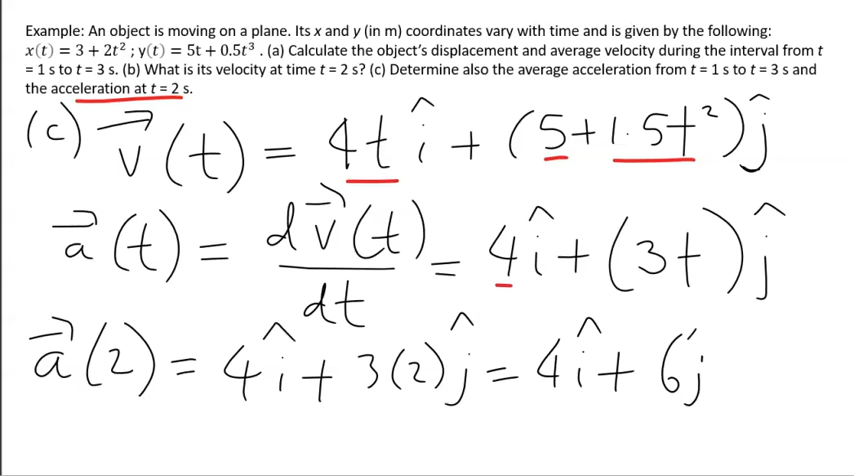 Example: An object is moving on a plane. Its x and y (in m) coordinates vary with time and is given by the following:
x(t) = 3 + 2t² ; y(t) = 5t + 0.5t³ . (a) Calculate the object's displacement and average velocity during the interval from t
= 1 s to t = 3 s. (b) What is its velocity at time t = 2 s? (c) Determine also the average acceleration from t = 1 s to t = 3 s and
the acceleration at t = 2 s.
(c) v⃗(t) = 4t î + (5+1.5t²)ĵ
a⃗(t) = dv⃗(t)/dt = 4î + (3t)ĵ
a⃗(2) = 4î + 3(2)ĵ = 4î + 6j